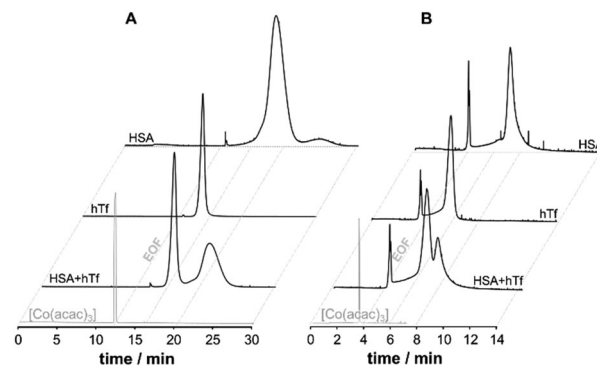 A
HSA
hTf
EOF
HSA+hTf
[Co(acac)3]
0 5 10 15 20 25 30
time / min
B
HSA
hTf
EOF
HSA+hTf
[Co(acac)3]
0 2 4 6 8 10 12 14
time / min